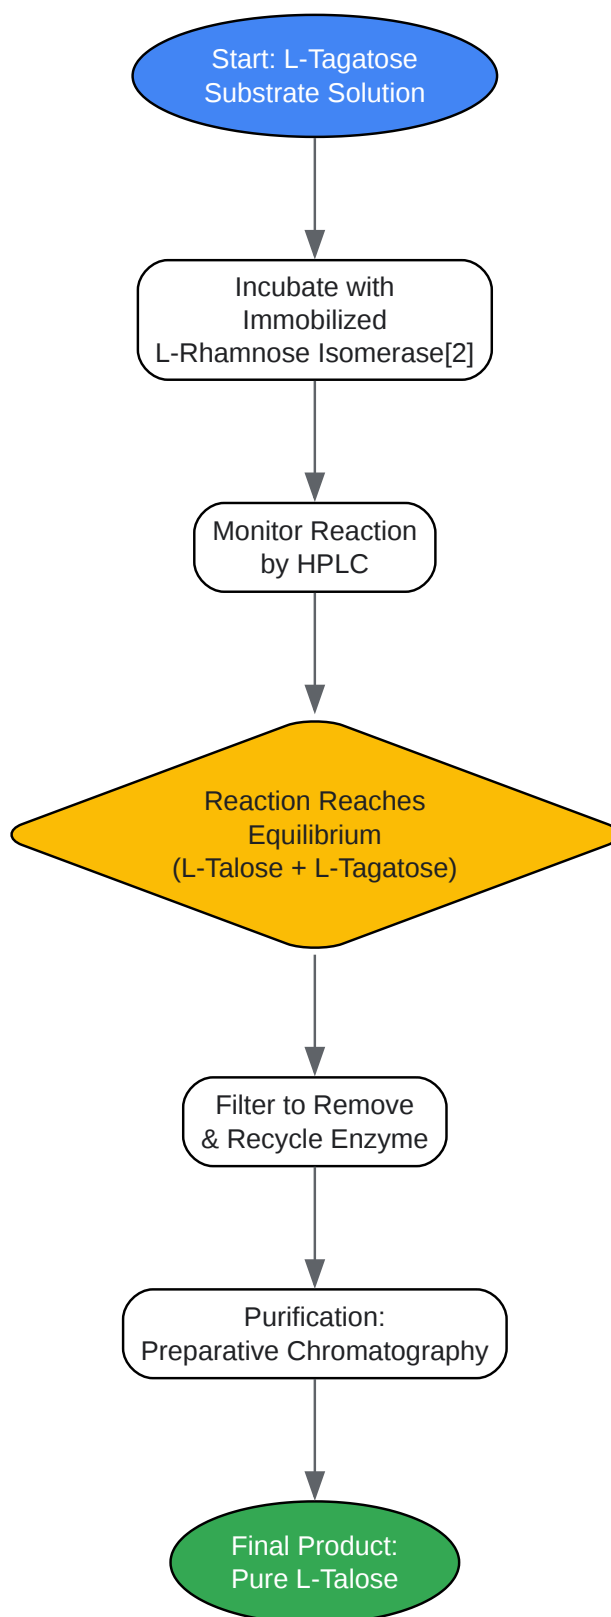 Start: L-Tagatose
Substrate Solution
Incubate with
Immobilized
L-Rhamnose Isomerase[2]
Monitor Reaction
by HPLC
Reaction Reaches
Equilibrium
(L-Talose + L-Tagatose)
Filter to Remove
& Recycle Enzyme
Purification:
Preparative Chromatography
Final Product:
Pure L-Talose